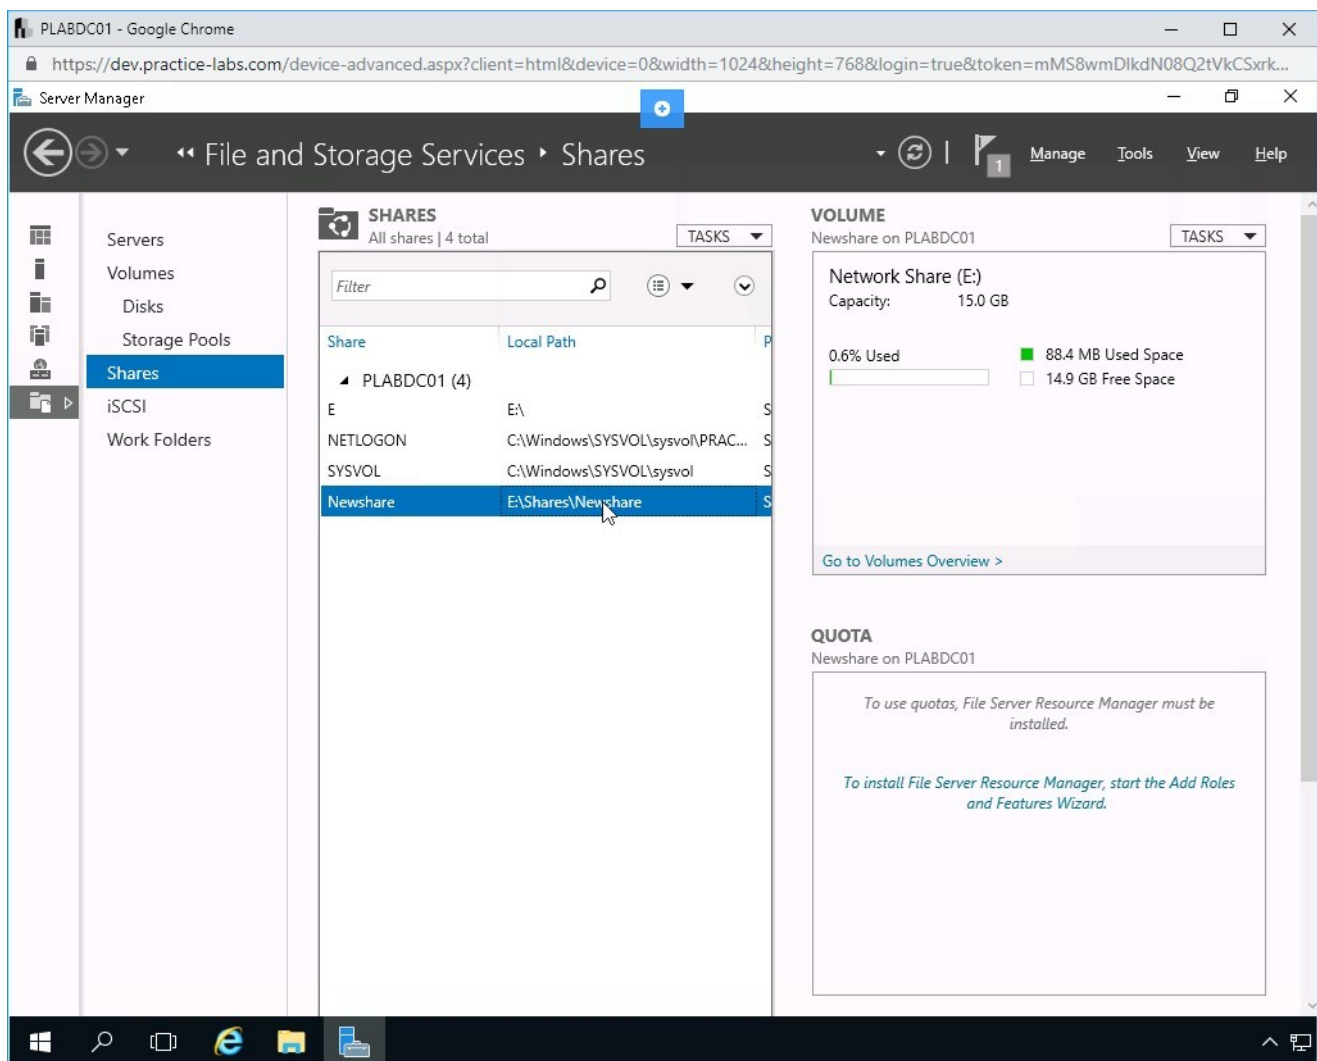 PLABDC01 - Google Chrome
https://dev.practice-labs.com/device-advanced.aspx?client=html&device=0&width=1024&height=768&login=true&token=mMS8wmDlkdN08Q2tVkCSxrk...
Server Manager
File and Storage Services Shares
1
Manage
Tools
View
Help
Servers
Volumes
Disks
Storage Pools
Shares
iSCSI
Work Folders
SHARES
All shares | 4 total
TASKS
Filter
Share Local Path P
PLABDC01 (4)
E E:\ S
NETLOGON C:\Windows\SYSVOL\sysvol\PRAC... S
SYSVOL C:\Windows\SYSVOL\sysvol S
Newshare E:\Shares\Newshare S
VOLUME
Newshare on PLABDC01
TASKS
Network Share (E:)
Capacity: 15.0 GB
0.6% Used
88.4 MB Used Space
14.9 GB Free Space
Go to Volumes Overview >
QUOTA
Newshare on PLABDC01
To use quotas, File Server Resource Manager must be
installed.
To install File Server Resource Manager, start the Add Roles
and Features Wizard.